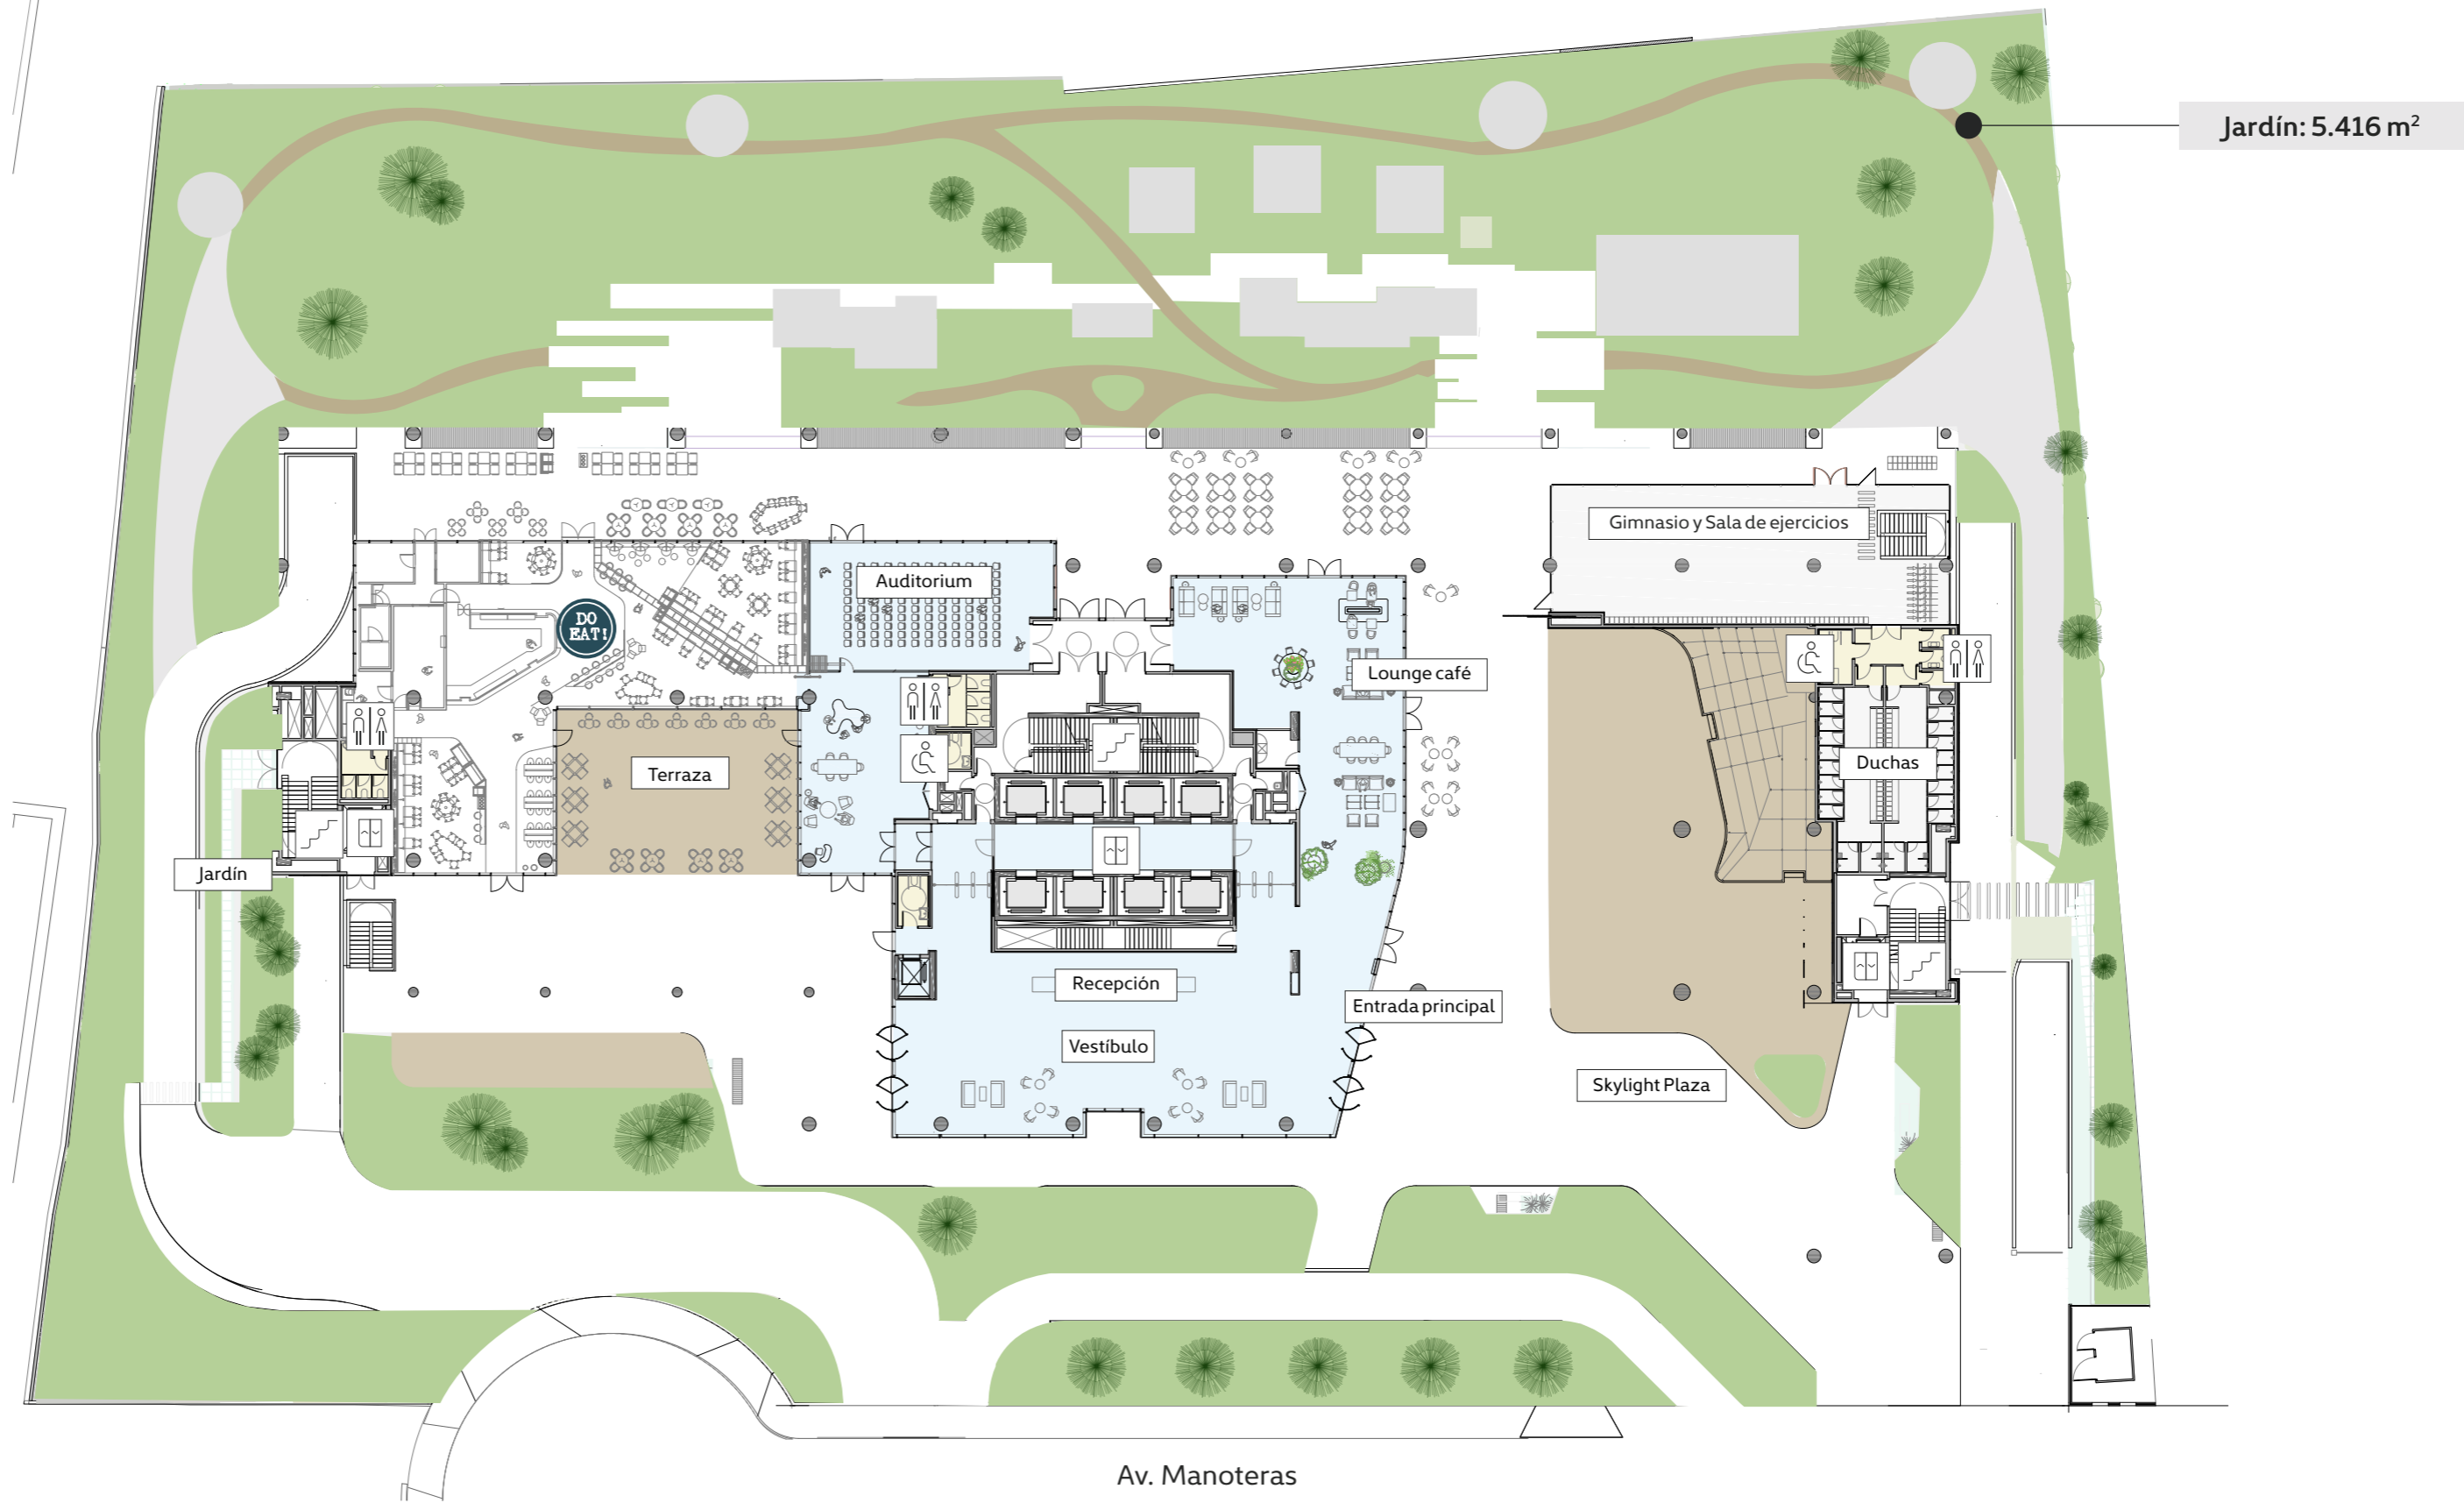 Jardín: 5.416 m²
Gimnasio y Sala de ejercicios
Auditorium
DO
EAT!
Lounge café
Terraza
Duchas
Jardín
Recepción
Entrada principal
Vestíbulo
Skylight Plaza
Av. Manoteras